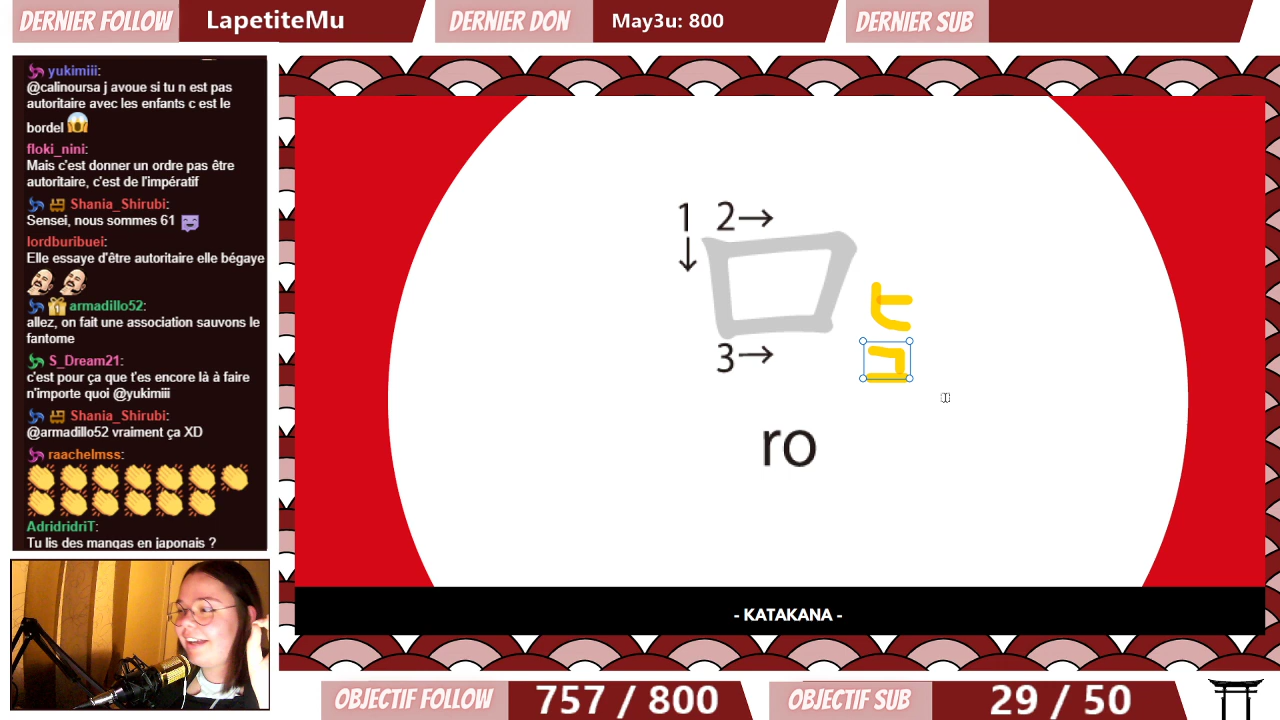 DERNIER FOLLOW
LapetiteMu
DERNIER DON
May3u: 800
DERNIER SUB
yukimiii:
@calinoursa j avoue si tu n est pas
autoritaire avec les enfants c est le
bordel
floki_nini:
Mais c'est donner un ordre pas être
autoritaire, c'est de l'impératif
Shania_Shirubi:
Sensei, nous sommes 61
lordburibuei:
Elle essaye d'être autoritaire elle bégaye
armadillo52:
allez, on fait une association sauvons le
fantome
S_Dream21:
c'est pour ça que t'es encore là à faire
n'importe quoi @yukimiii
Shania_Shirubi:
@armadillo52 vraiment ça XD
raachelmss:
AdridridriT:
Tu lis des mangas en japonais ?
1 2→
↓
ロ
3→
ヒ
コ
ro
- KATAKANA -
OBJECTIF FOLLOW
757 / 800
OBJECTIF SUB
29 / 50